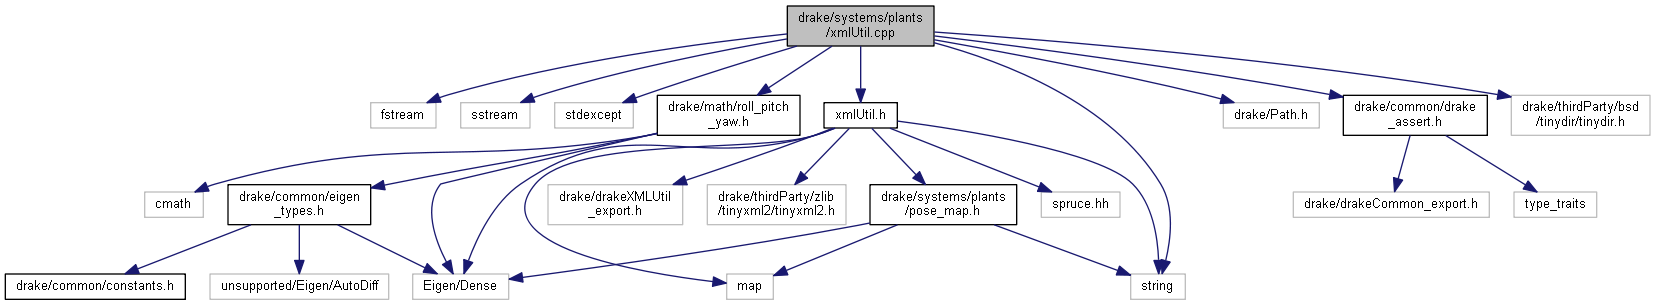 drake/systems/plants
/xmlUtil.cpp
fstream
sstream
stdexcept
drake/math/roll_pitch
_yaw.h
xmlUtil.h
drake/Path.h
drake/common/drake
_assert.h
drake/thirdParty/bsd
/tinydir/tinydir.h
cmath
drake/common/eigen
_types.h
drake/drakeXMLUtil
_export.h
drake/thirdParty/zlib
/tinyxml2/tinyxml2.h
drake/systems/plants
/pose_map.h
spruce.hh
drake/drakeCommon_export.h
type_traits
drake/common/constants.h
unsupported/Eigen/AutoDiff
Eigen/Dense
map
string